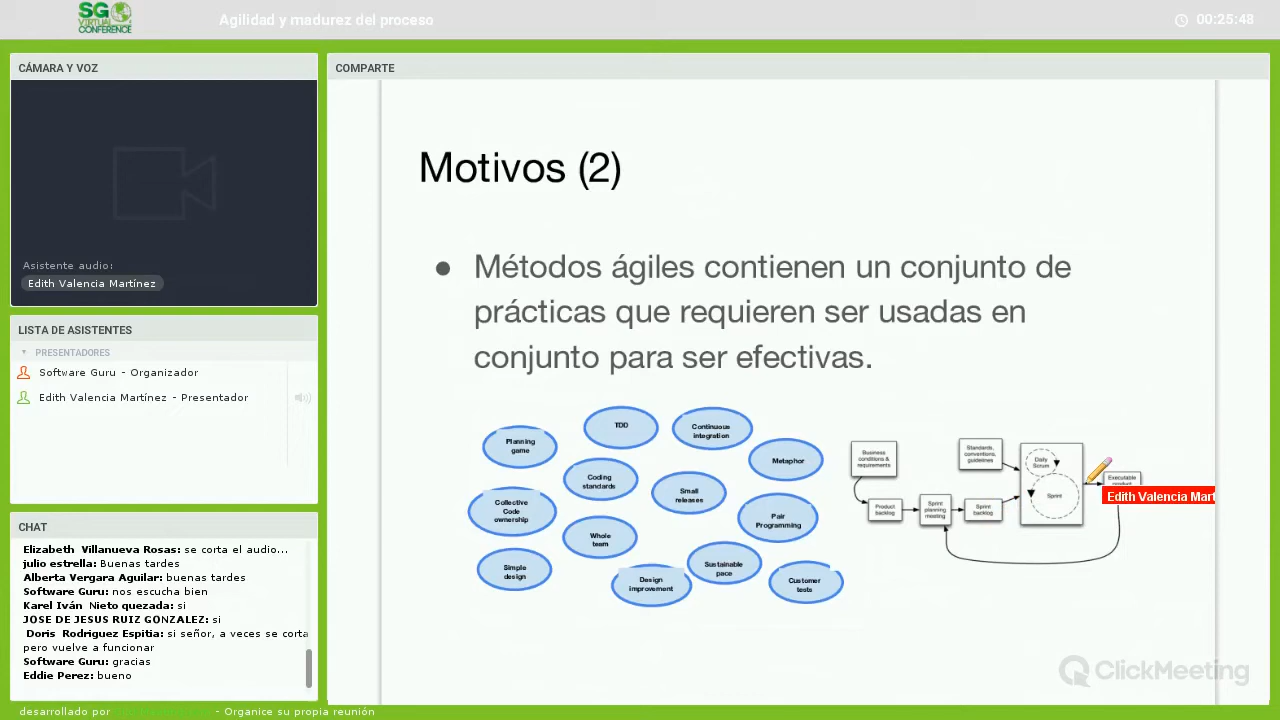 SG
VIRTUAL
CONFERENCE
Agilidad y madurez del proceso
00:25:48
CÁMARA Y VOZ
Asistente audio:
Edith Valencia Martínez
LISTA DE ASISTENTES
PRESENTADORES
Software Guru - Organizador
Edith Valencia Martínez - Presentador
CHAT
Elizabeth Villanueva Rosas: se corta el audio...
julio estrella: Buenas tardes
Alberta Vergara Aguilar: buenas tardes
Software Guru: nos escucha bien
Karel Iván Nieto quezada: si
JOSE DE JESUS RUIZ GONZALEZ: si
Doris Rodriguez Espitia: si señor, a veces se corta
pero vuelve a funcionar
Software Guru: gracias
Eddie Perez: bueno
COMPARTE
Motivos (2)
● Métodos ágiles contienen un conjunto de
prácticas que requieren ser usadas en
conjunto para ser efectivas.
Planning
game
TDD
Continuous
integration
Metaphor
Coding
standards
Small
releases
Collective
Code
ownership
Pair
Programming
Whole
team
Simple
design
Design
improvement
Sustainable
pace
Customer
tests
Business
conditions &
requirements
Product
backlog
Sprint
planning
meeting
Standards,
conventions,
guidelines
Sprint
backlog
Daily
Scrum
Sprint
Executable
Edith Valencia Mart
ClickMeeting
desarrollado por
- Organice su propia reunión